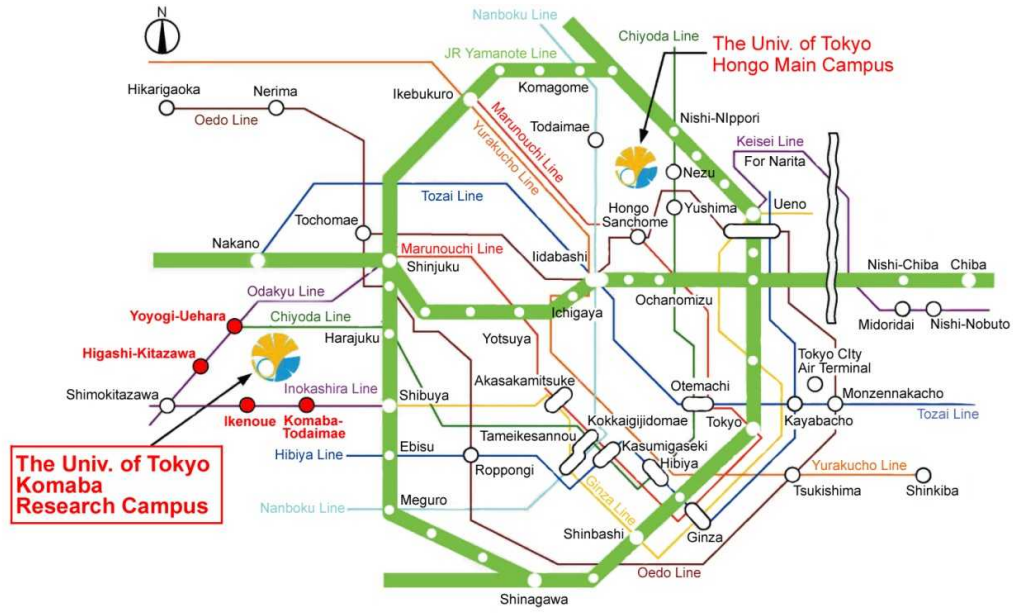 N
Nanboku Line
Chiyoda Line
The Univ. of Tokyo
Hongo Main Campus
JR Yamanote Line
Hikarigaoka
Nerima
Oedo Line
Ikebukuro
Komagome
Marunouchi Line
Yurakucho Line
Todaimae
Nishi-NIppori
Keisei Line
For Narita
Nezu
Tozai Line
Yushima
Ueno
Tochomae
Hongo
Sanchome
Nakano
Marunouchi Line
Shinjuku
Iidabashi
Nishi-Chiba
Chiba
Odakyu Line
Ichigaya
Ochanomizu
Yoyogi-Uehara
Chiyoda Line
Harajuku
Yotsuya
Midoridai
Nishi-Nobuto
Higashi-Kitazawa
Tokyo CIty
Air Terminal
Shimokitazawa
Inokashira Line
Shibuya
Akasakamitsuke
Otemachi
Monzennakacho
Ikenoue
Komaba-
Todaimae
Kokkaigijidomae
Tokyo
Kayabacho
Tozai Line
Hibiya Line
Ebisu
Tameikesannou
Kasumigaseki
Hibiya
Roppongi
Yurakucho Line
The Univ. of Tokyo
Komaba
Research Campus
Tsukishima
Shinkiba
Nanboku Line
Meguro
Ginza Line
Shinbashi
Ginza
Oedo Line
Shinagawa